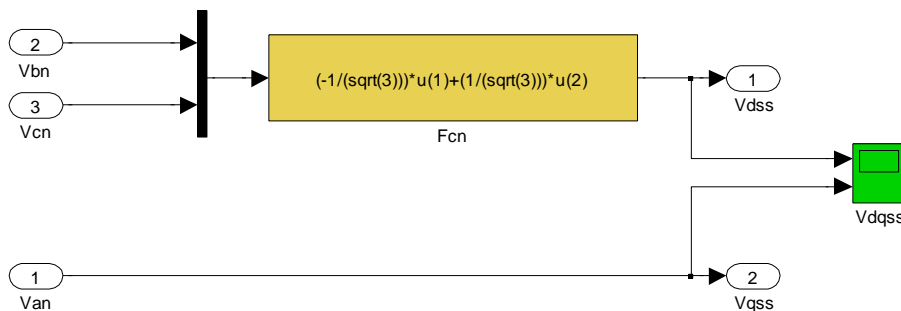 2
Vbn
3
Vcn
(-1/(sqrt(3)))*u(1)+(1/(sqrt(3)))*u(2)
Fcn
1
Vdss
Vdqss
1
Van
2
Vqss